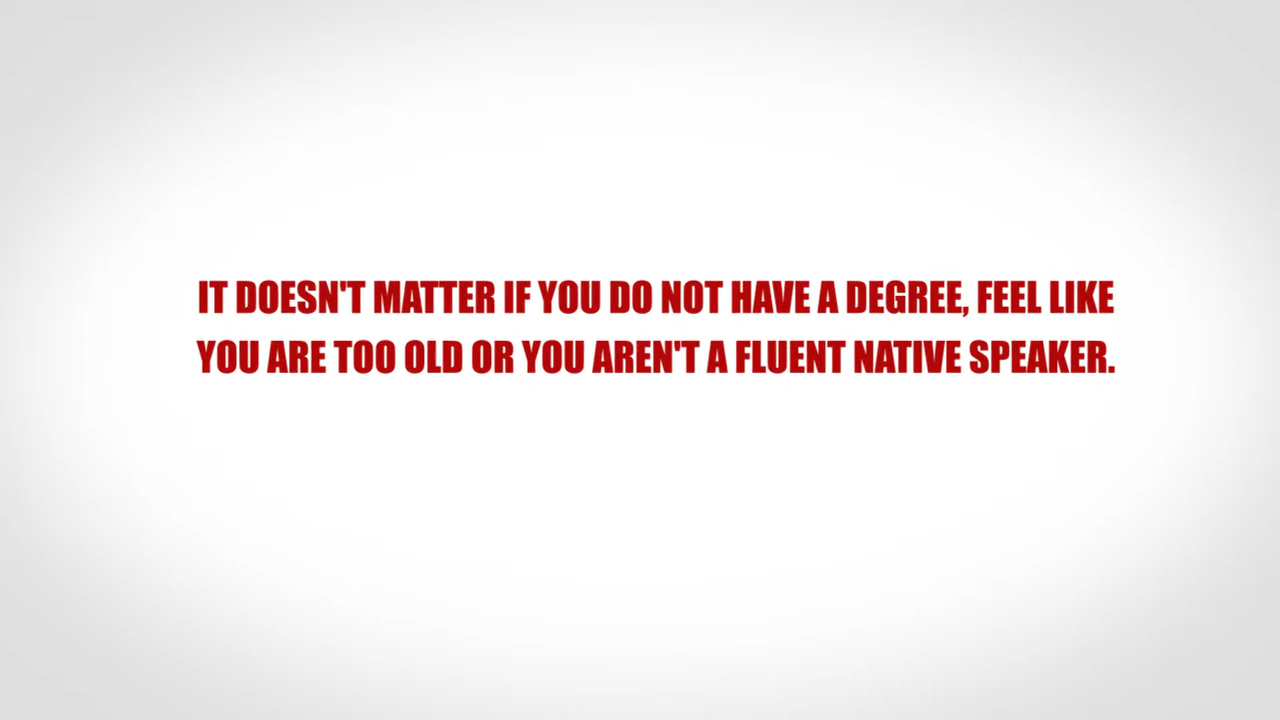 IT DOESN'T MATTER IF YOU DO NOT HAVE A DEGREE, FEEL LIKE
YOU ARE TOO OLD OR YOU AREN'T A FLUENT NATIVE SPEAKER.